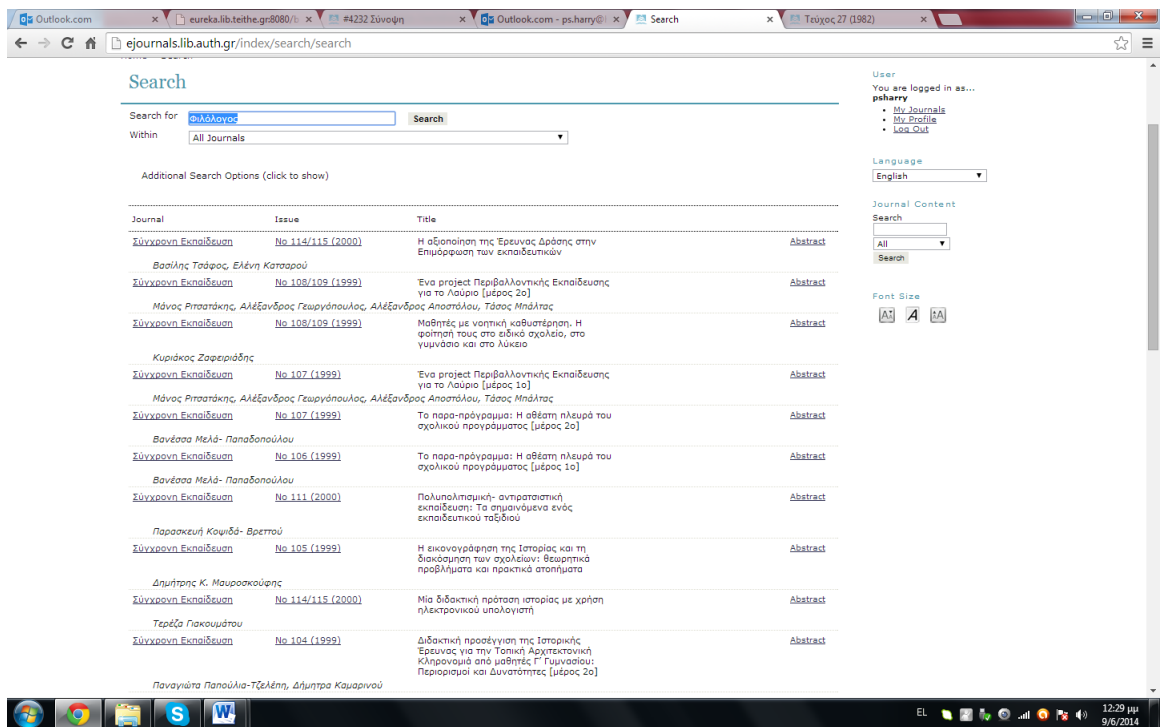 Outlook.com
eureka.lib.teithe.gr:8080/b
#4232 Σύνοψη
Outlook.com - ps.harry@
Search
Τεύχος 27 (1982)
ejournals.lib.auth.gr/index/search/search
Search
Search for Φιλόλογος Search
Within All Journals
Additional Search Options (click to show)
Journal Issue Title
Σύγχρονη Εκπαίδευση No 114/115 (2000) Η αξιοποίηση της Έρευνας Δράσης στην Abstract
Επιμόρφωση των εκπαιδευτικών
Βασίλης Τσάφος, Ελένη Κατσαρού
Σύγχρονη Εκπαίδευση No 108/109 (1999) Ένα project Περιβαλλοντικής Εκπαίδευσης Abstract
για το Λαύριο [μέρος 2ο]
Μάνος Ριτσατάκης, Αλέξανδρος Γεωργόπουλος, Αλέξανδρος Αποστόλου, Τάσος Μπάλτας
Σύγχρονη Εκπαίδευση No 108/109 (1999) Μαθητές με νοητική καθυστέρηση. Η Abstract
φοίτησή τους στο ειδικό σχολείο, στο
γυμνάσιο και στο λύκειο
Κυριάκος Ζαφειριάδης
Σύγχρονη Εκπαίδευση No 107 (1999) Ένα project Περιβαλλοντικής Εκπαίδευσης Abstract
για το Λαύριο [μέρος 1ο]
Μάνος Ριτσατάκης, Αλέξανδρος Γεωργόπουλος, Αλέξανδρος Αποστόλου, Τάσος Μπάλτας
Σύγχρονη Εκπαίδευση No 107 (1999) Το παρα-πρόγραμμα: Η αθέατη πλευρά του Abstract
σχολικού προγράμματος [μέρος 2ο]
Βανέσσα Μελά- Παπαδοπούλου
Σύγχρονη Εκπαίδευση No 106 (1999) Το παρα-πρόγραμμα: Η αθέατη πλευρά του Abstract
σχολικού προγράμματος [μέρος 1ο]
Βανέσσα Μελά- Παπαδοπούλου
Σύγχρονη Εκπαίδευση No 111 (2000) Πολυπολιτισμική- αντιρατσιστική Abstract
εκπαίδευση: Τα σημαινόμενα ενός
εκπαιδευτικού ταξιδιού
Παρασκευή Κοψιδά- Βρεττού
Σύγχρονη Εκπαίδευση No 105 (1999) Η εικονογράφηση της Ιστορίας και τη Abstract
διακόσμηση των σχολείων: θεωρητικά
προβλήματα και πρακτικά ατοπήματα
Δημήτρης Κ. Μαυροσκούφης
Σύγχρονη Εκπαίδευση No 114/115 (2000) Μία διδακτική πρόταση ιστορίας με χρήση Abstract
ηλεκτρονικού υπολογιστή
Τερέζα Γιακουμάτου
Σύγχρονη Εκπαίδευση No 104 (1999) Διδακτική προσέγγιση της Ιστορικής Abstract
Έρευνας για την Τοπική Αρχιτεκτονική
Κληρονομιά από μαθητές Γ΄ Γυμνασίου:
Περιορισμοί και Δυνατότητες [μέρος 2ο]
Παναγιώτα Παπούλια-Τζελέπη, Δήμητρα Καμαρινού
User
You are logged in as...
psharry
My Journals
My Profile
Log Out
Language
English
Journal Content
Search
All
Search
Font Size
EL 12:29 μμ
9/6/2014